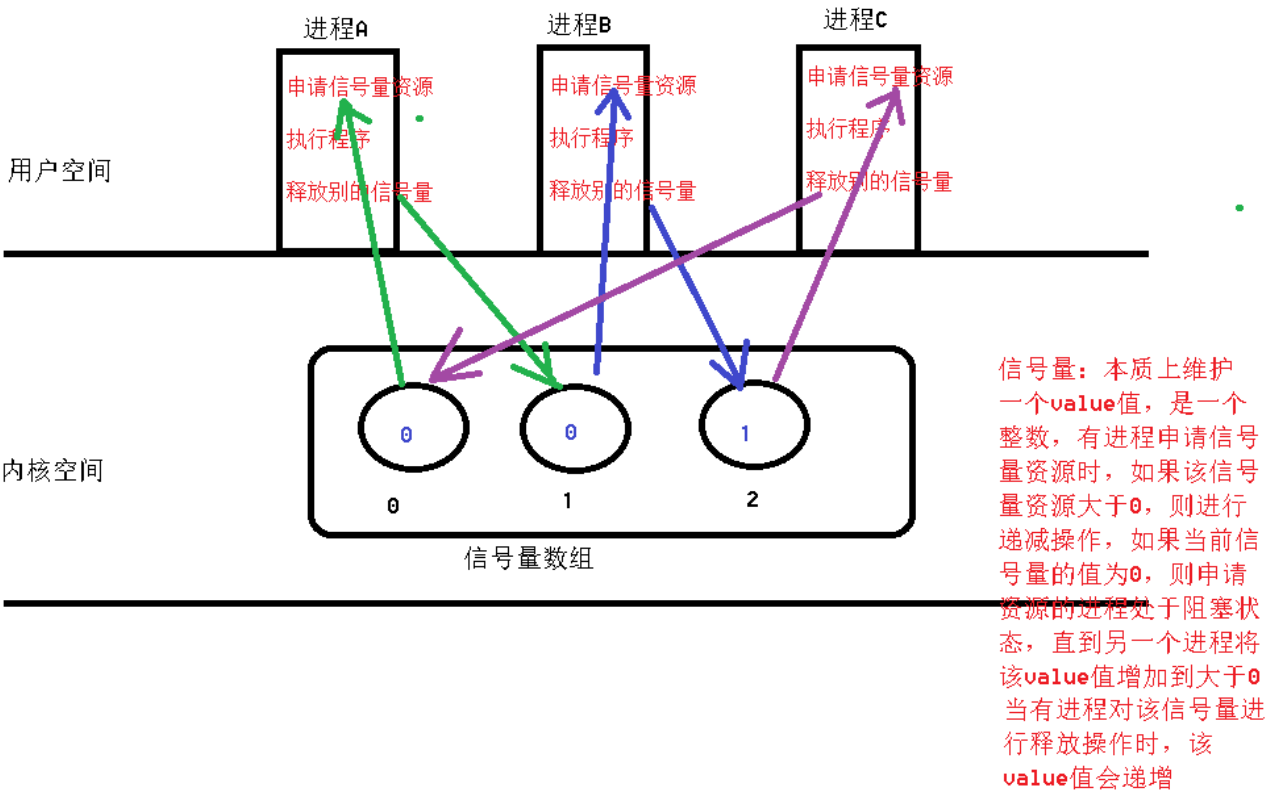 进程A
进程B
进程C
申请信号量资源
执行程序
释放别的信号量
申请信号量资源
执行程序
释放别的信号量
申请信号量资源
执行程序
释放别的信号量
用户空间
内核空间
0
0
1
0
1
2
信号量数组
信号量：本质上维护
一个value值，是一个
整数，有进程申请信号
量资源时，如果该信号
量资源大于0，则进行
递减操作，如果当前信
号量的值为0，则申请
资源的进程处于阻塞状
态，直到另一个进程将
该value值增加到大于0
当有进程对该信号量进
行释放操作时，该
value值会递增